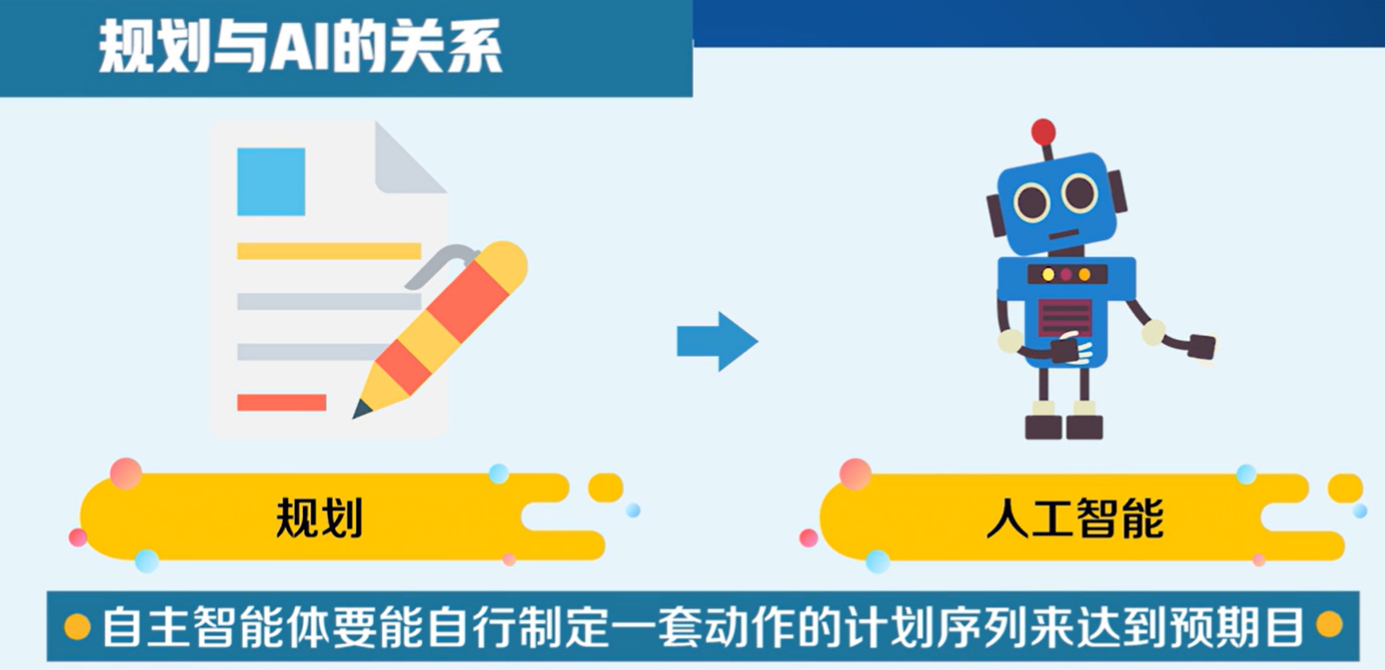 规划与AI的关系
规划
人工智能
自主智能体要能自行制定一套动作的计划序列来达到预期目